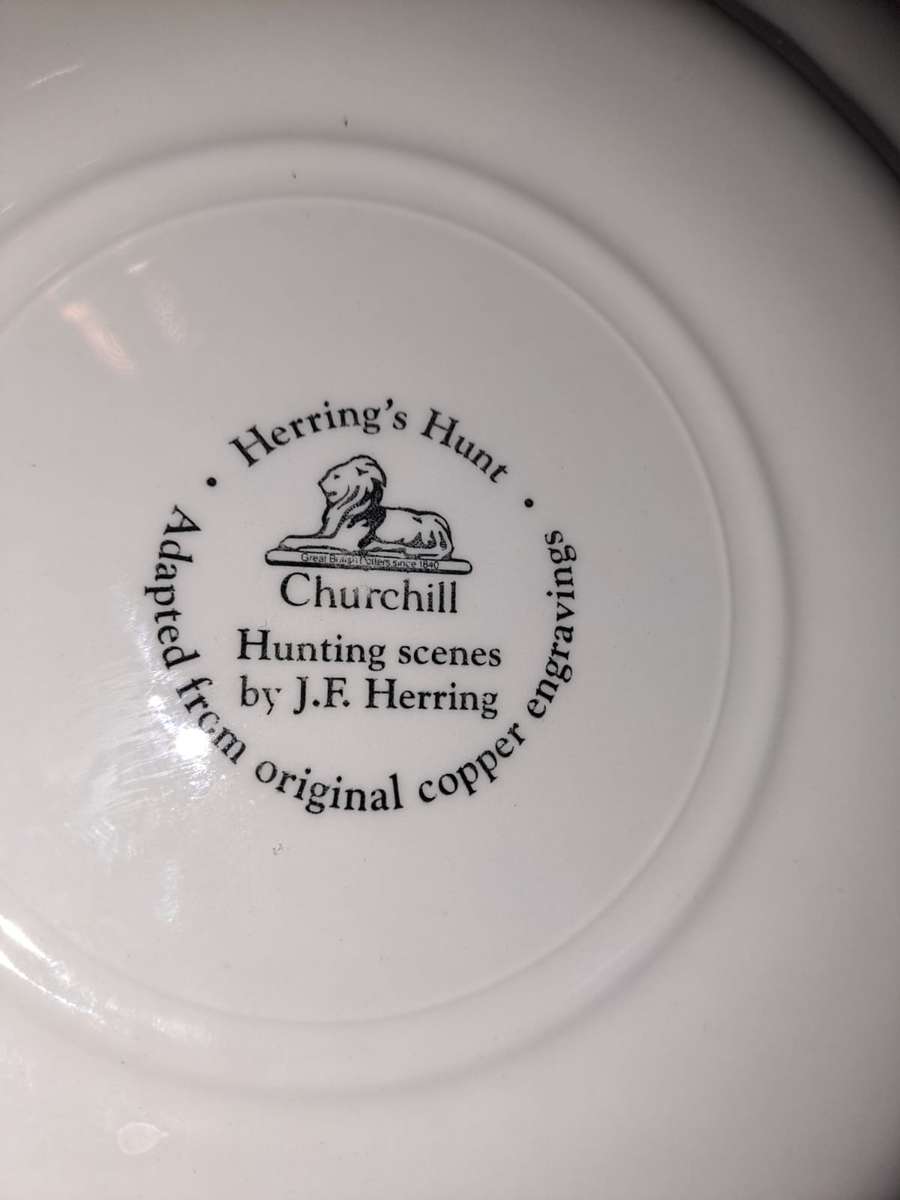 Herring's Hunt
Great British Potters since 1840
Churchill
Hunting scenes
by J.F. Herring
• Adapted from original copper engravings •